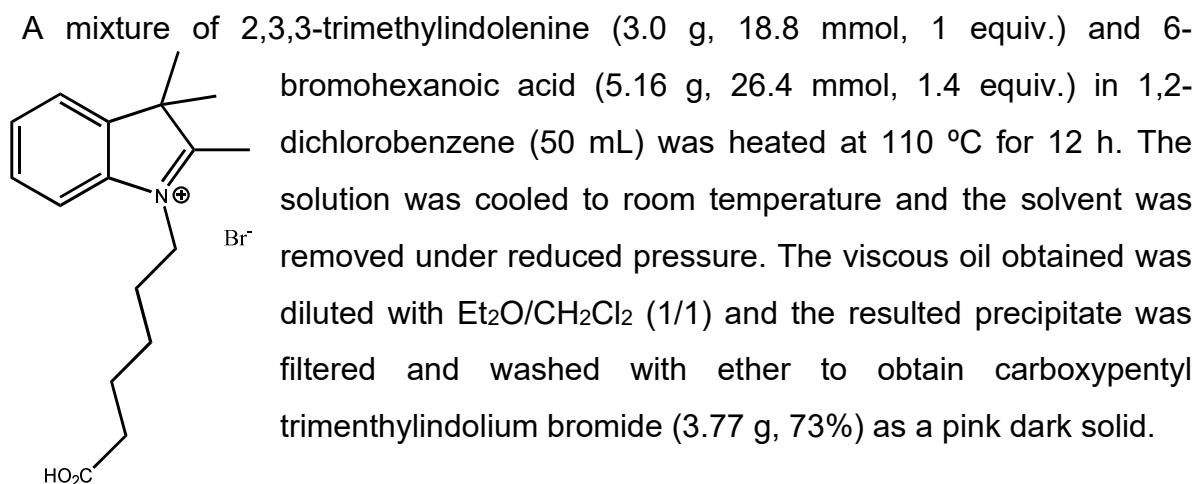 A mixture of 2,3,3-trimethylindolenine (3.0 g, 18.8 mmol, 1 equiv.) and 6-
bromohexanoic acid (5.16 g, 26.4 mmol, 1.4 equiv.) in 1,2-
dichlorobenzene (50 mL) was heated at 110 ºC for 12 h. The
solution was cooled to room temperature and the solvent was
removed under reduced pressure. The viscous oil obtained was
diluted with Et2O/CH2Cl2 (1/1) and the resulted precipitate was
filtered and washed with ether to obtain carboxypentyl
trimenthylindolium bromide (3.77 g, 73%) as a pink dark solid.
N⊕
Br-
HO2C